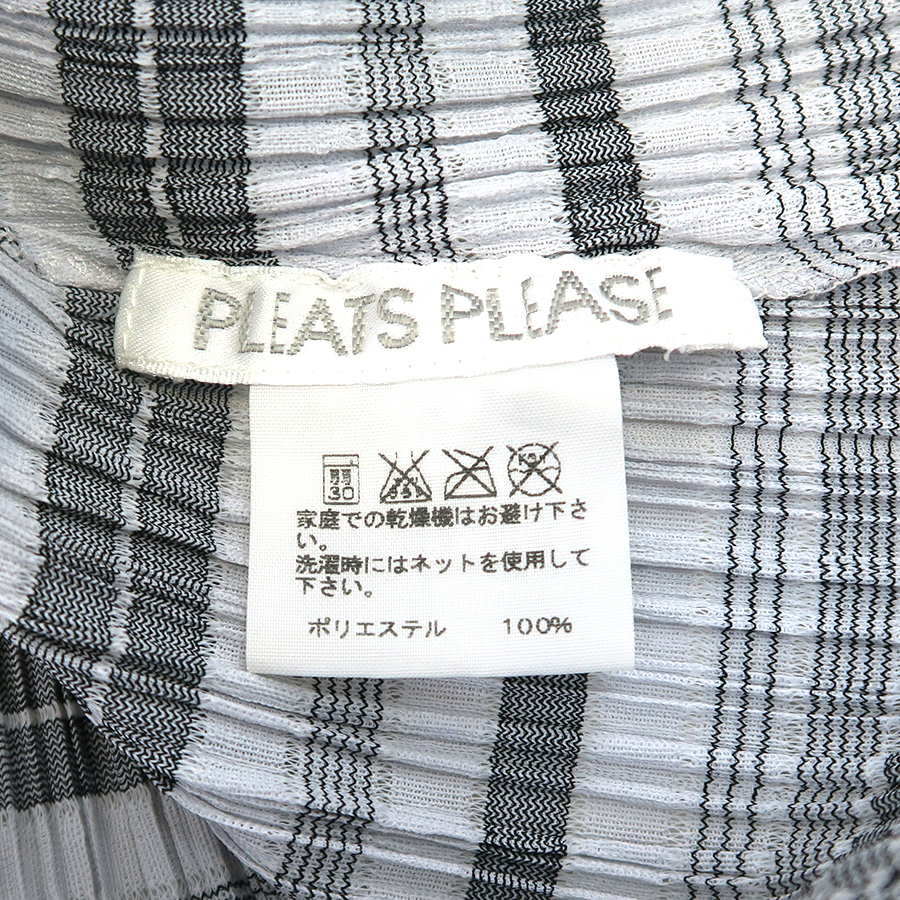 PLEATS PLEASE
弱 30
家庭での乾燥機はお避け下さ
い。
洗濯時にはネットを使用して
下さい。
ポリエステル 100%